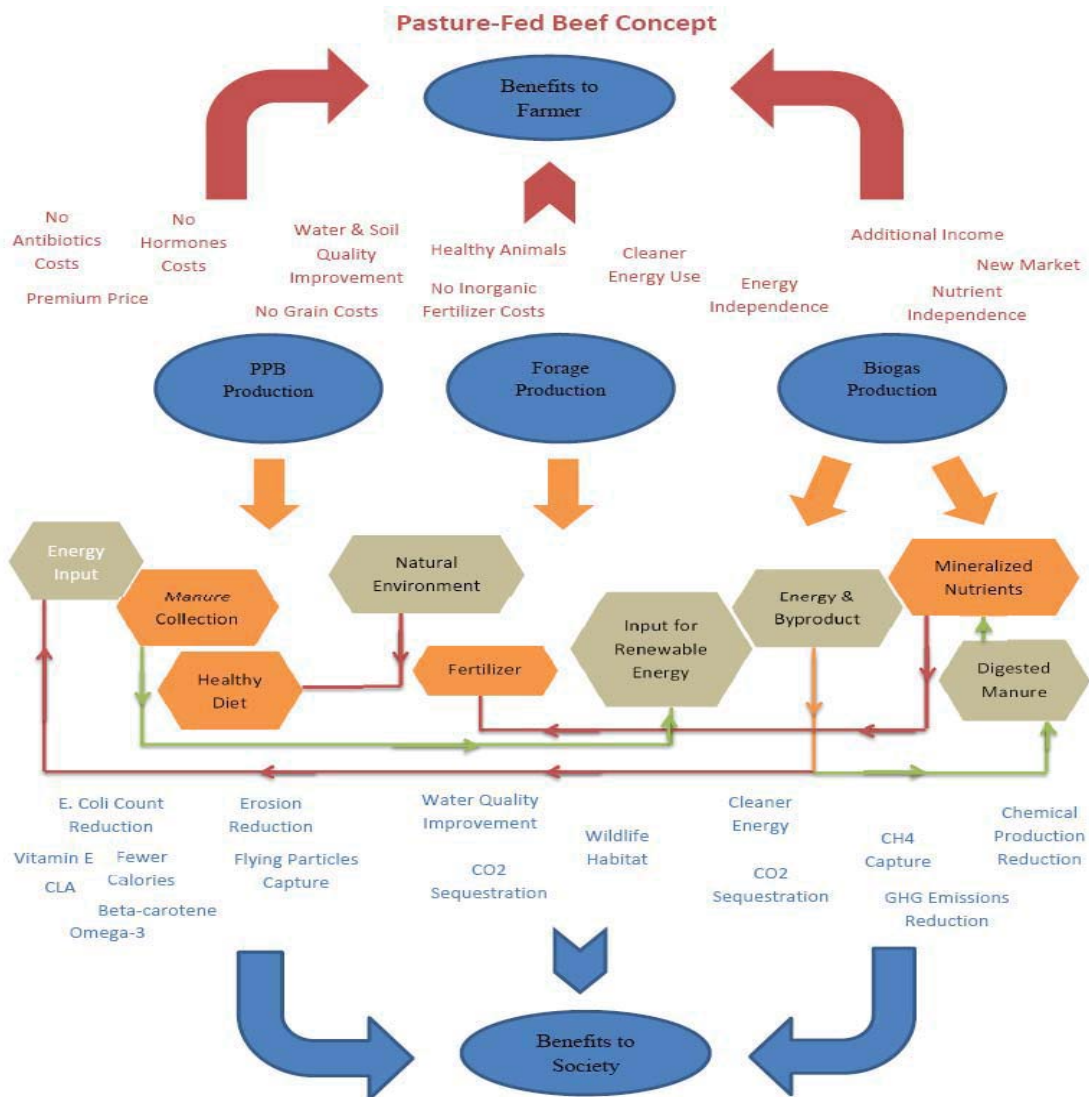 Pasture-Fed Beef Concept
Benefits to
Farmer
No
Antibiotics
Costs
No
Hormones
Costs
Premium Price
Water & Soil
Quality
Improvement
No Grain Costs
Healthy Animals
No Inorganic
Fertilizer Costs
Cleaner
Energy Use
Energy
Independence
Additional Income
New Market
Nutrient
Independence
PPB
Production
Forage
Production
Biogas
Production
Energy
Input
Manure
Collection
Healthy
Diet
Natural
Environment
Fertilizer
Input for
Renewable
Energy
Energy &
Byproduct
Mineralized
Nutrients
Digested
Manure
E. Coli Count
Reduction
Erosion
Reduction
Vitamin E
CLA
Fewer
Calories
Flying Particles
Capture
Beta-carotene
Omega-3
Water Quality
Improvement
CO2
Sequestration
Wildlife
Habitat
Cleaner
Energy
CO2
Sequestration
CH4
Capture
Chemical
Production
Reduction
GHG Emissions
Reduction
Benefits to
Society